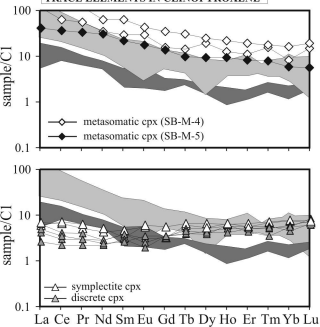 TRACE ELEMENTS IN CLINOPYROXENE
100
10
1
0.1
sample/C1
metasomatic cpx (SB-M-4)
metasomatic cpx (SB-M-5)
100
10
1
0.1
sample/C1
symplectite cpx
discrete cpx
La Ce Pr Nd Sm Eu Gd Tb Dy Ho Er Tm Yb Lu